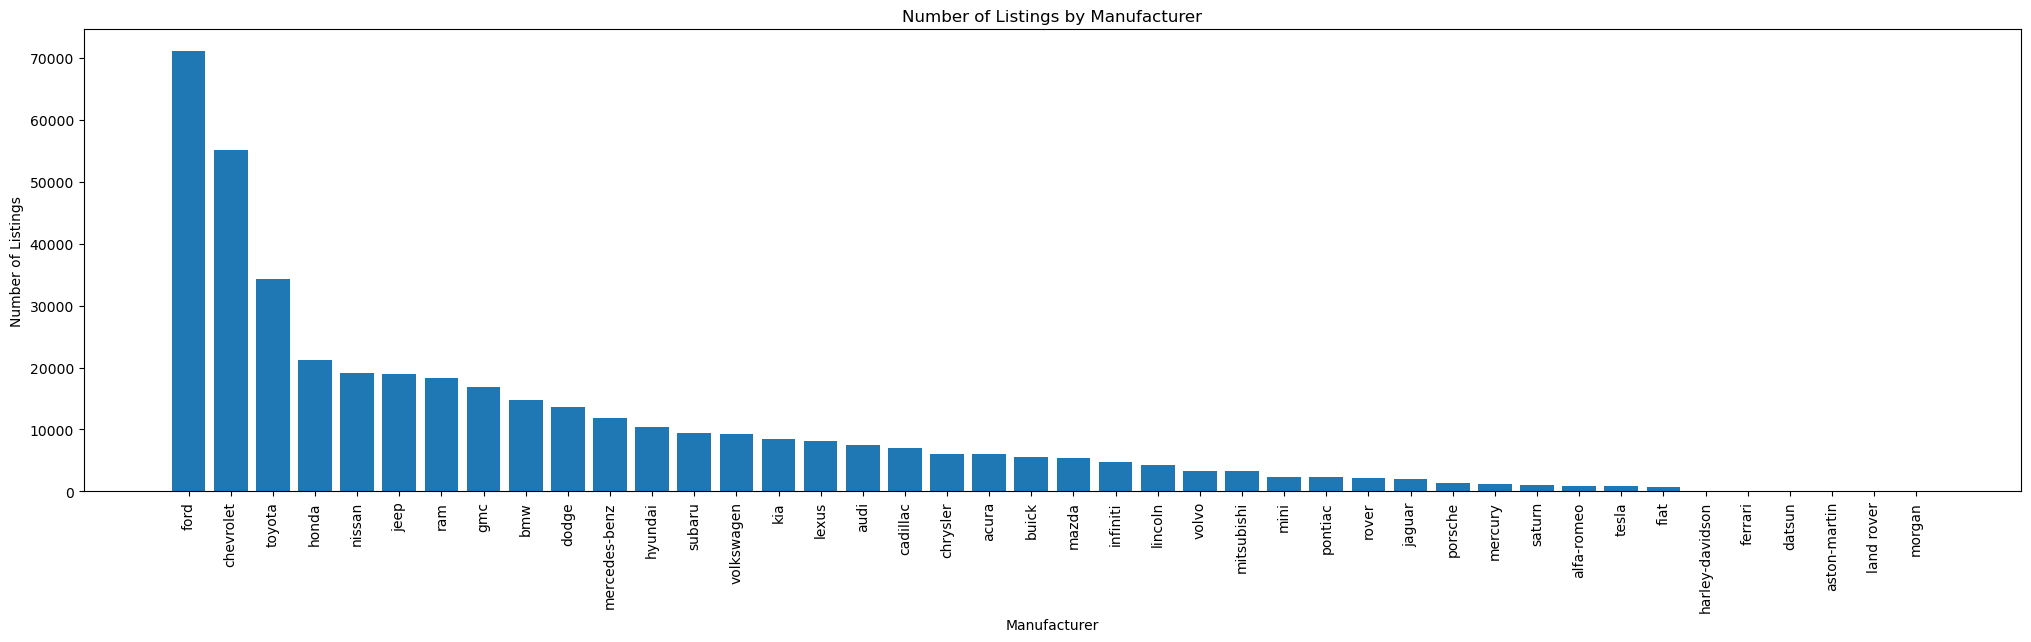 Number of Listings by Manufacturer
Number of Listings
70000
60000
50000
40000
30000
20000
10000
0
ford
chevrolet
toyota
honda
nissan
jeep
ram
gmc
bmw
dodge
mercedes-benz
hyundai
subaru
volkswagen
kia
lexus
audi
cadillac
chrysler
acura
buick
mazda
infiniti
lincoln
volvo
mitsubishi
mini
pontiac
rover
jaguar
porsche
mercury
saturn
alfa-romeo
tesla
fiat
harley-davidson
ferrari
datsun
aston-martin
land rover
morgan
Manufacturer